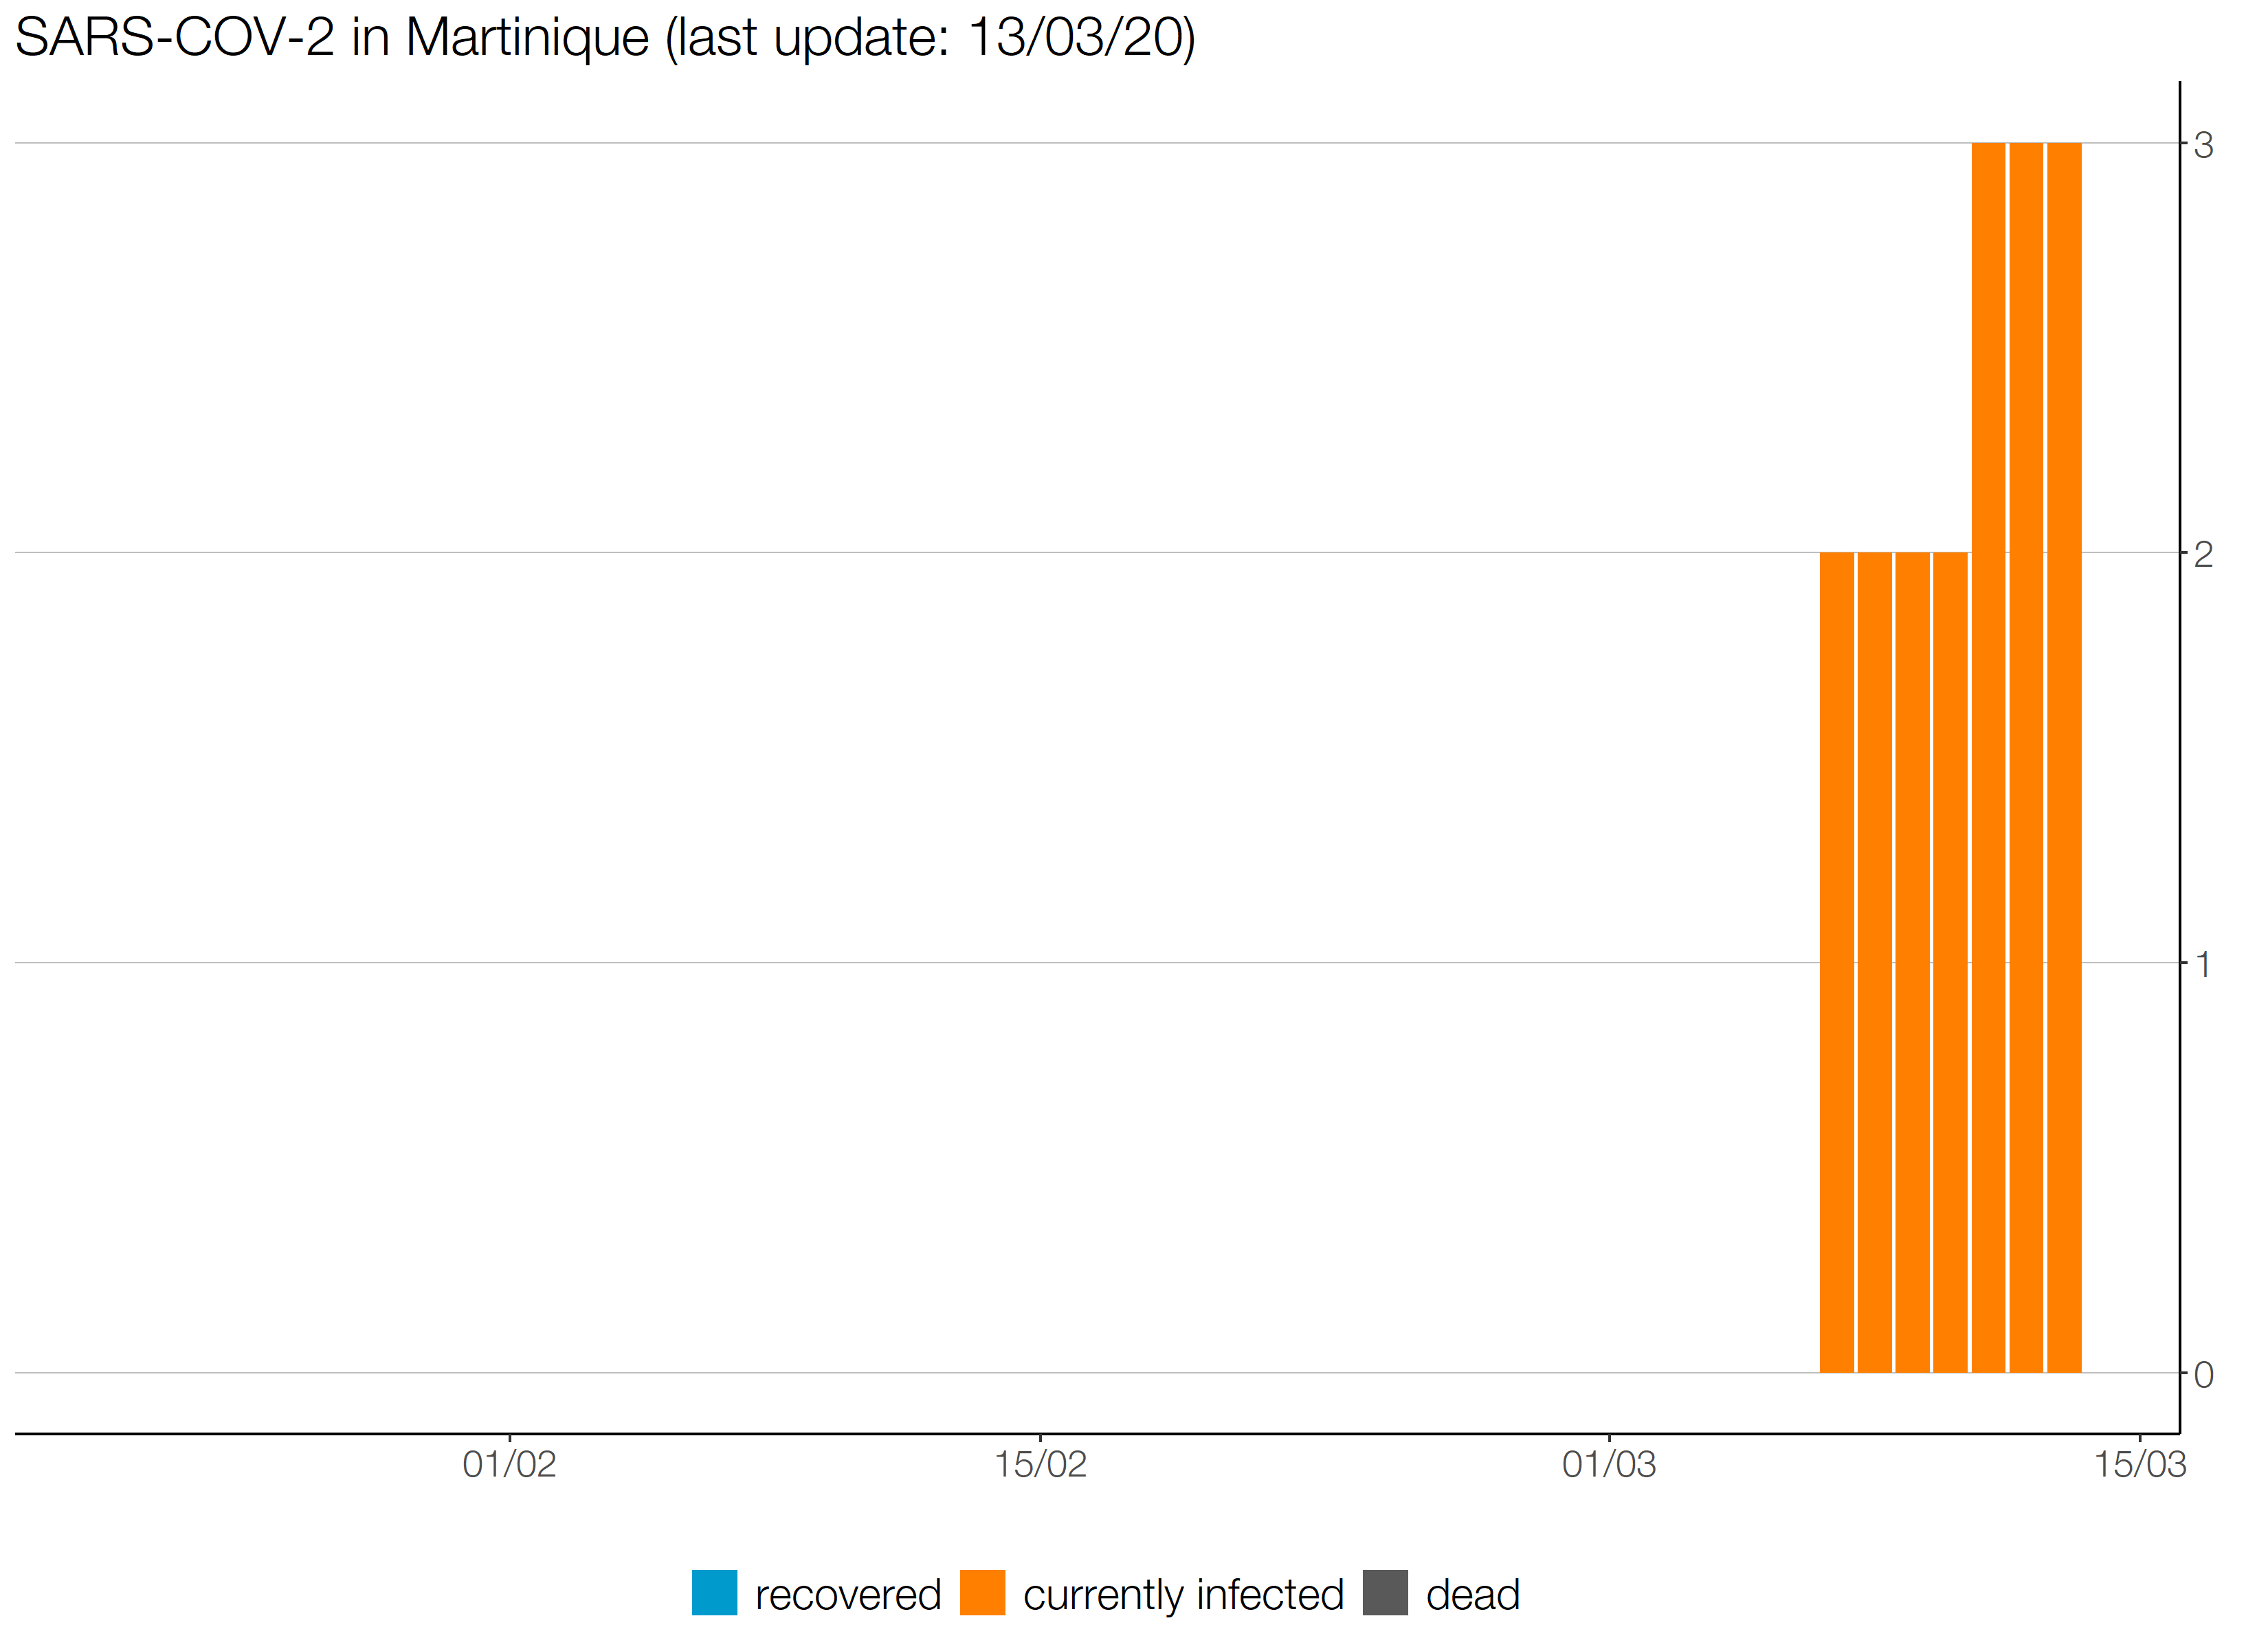 SARS-COV-2 in Martinique (last update: 13/03/20)
3
2
1
0
01/02 15/02 01/03 15/03
recovered currently infected dead